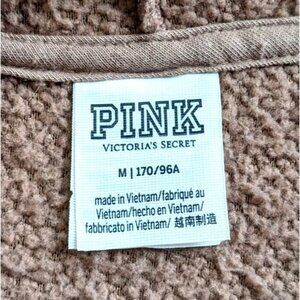 PINK
VICTORIA'S SECRET
M | 170/96A
made in Vietnam/fabriqué au
Vietnam/hecho en Vietnam/
fabbricato in Vietnam/ 越南制造